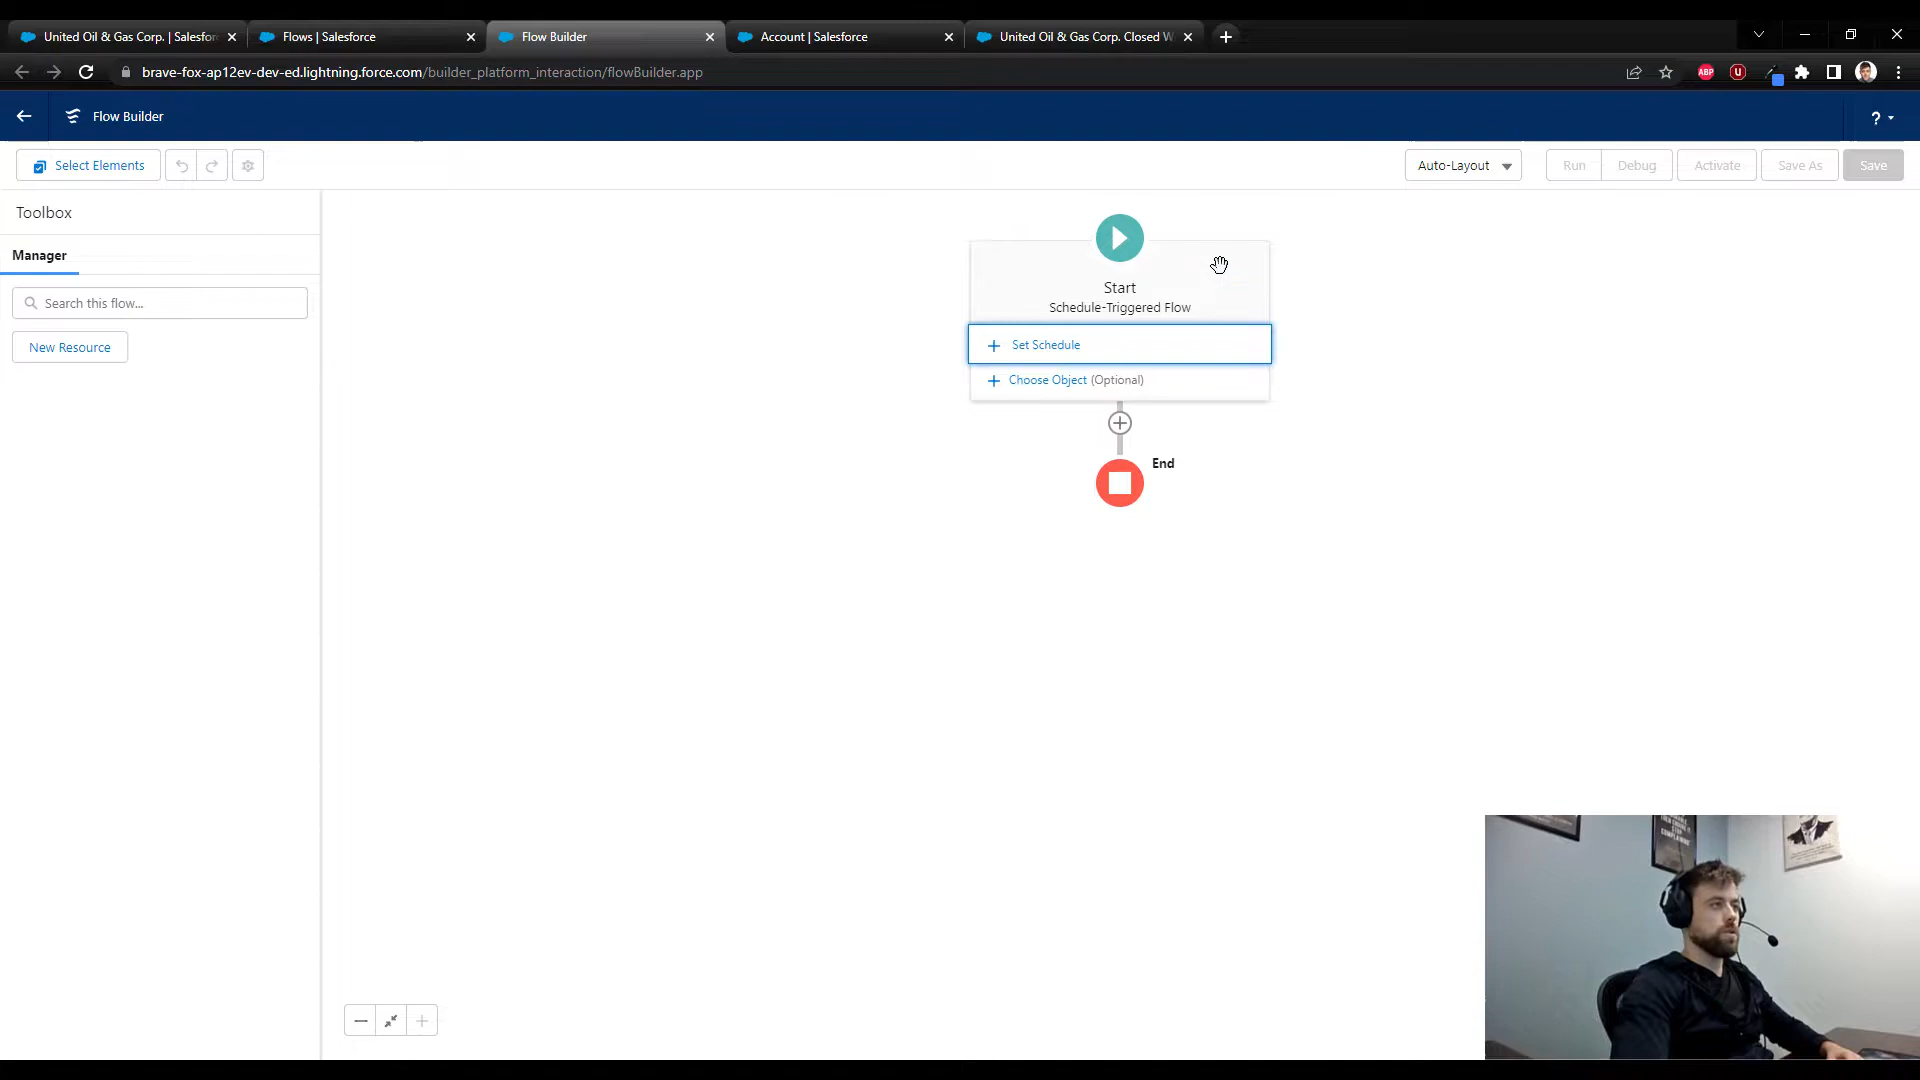 United Oil & Gas Corp. | Salesfor
Flows | Salesforce
Flow Builder
Account | Salesforce
United Oil & Gas Corp. Closed W
brave-fox-ap12ev-dev-ed.lightning.force.com/builder_platform_interaction/flowBuilder.app
ABP
U
Flow Builder
?
Select Elements
Auto-Layout
Run
Debug
Activate
Save As
Save
Toolbox
Manager
Search this flow...
New Resource
Start
Schedule-Triggered Flow
Set Schedule
Choose Object (Optional)
End